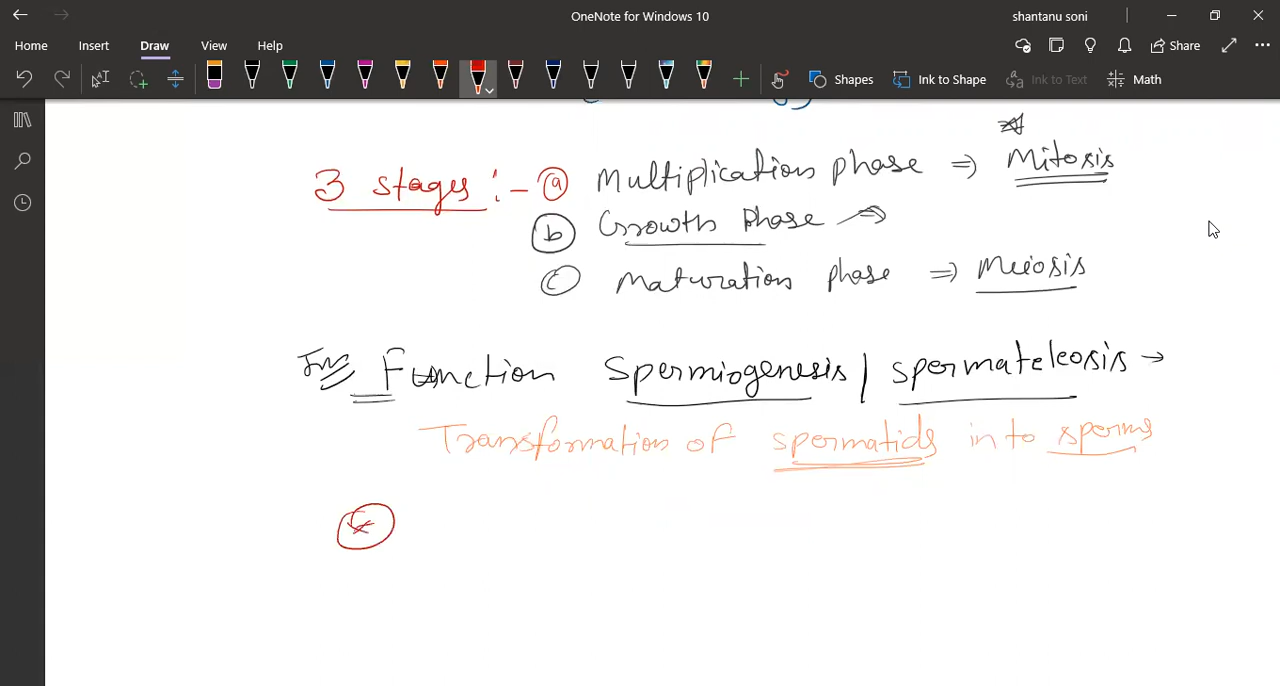 OneNote for Windows 10
shantanu soni
Home Insert Draw View Help
Share
Shapes Ink to Shape Ink to Text Math
3 stages :- (a) Multiplication phase ⇒ Mitosis
(b) Growth phase ⇒
(c) Maturation phase ⇒ Meiosis
Function Spermiogenesis | spermateleosis →
Transformation of spermatids into sperms